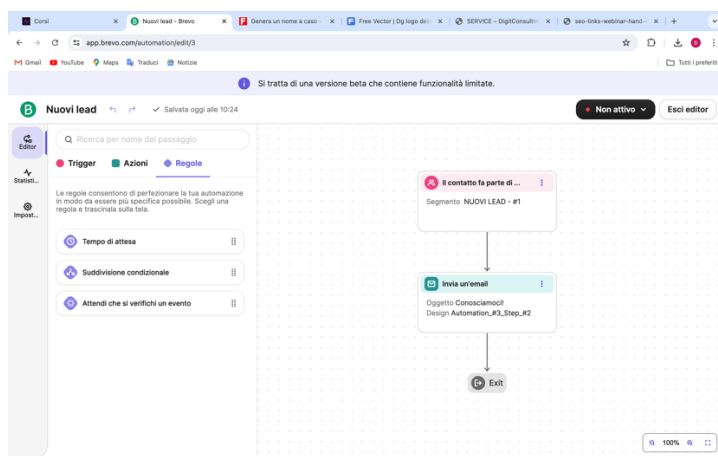 Corsi
Nuovi lead - Brevo
Genera un nome a caso
Free Vector | Dg logo desi
SERVICE – DigitConsultin
seo-links-webinar-hand-o
app.brevo.com/automation/edit/3
Gmail
YouTube
Maps
Traduci
Notizie
Tutti i preferiti
Si tratta di una versione beta che contiene funzionalità limitate.
Nuovi lead
Salvata oggi alle 10:24
Non attivo
Esci editor
Editor
Statisti...
Impost...
Ricerca per nome del passaggio
Trigger
Azioni
Regole
Le regole consentono di perfezionare la tua automazione
in modo da essere più specifica possibile. Scegli una
regola e trascinala sulla tela.
Tempo di attesa
Suddivisione condizionale
Attendi che si verifichi un evento
Il contatto fa parte di ...
Segmento NUOVI LEAD - #1
Invia un'email
Oggetto Conosciamoci!
Design Automation_#3_Step_#2
Exit
100%